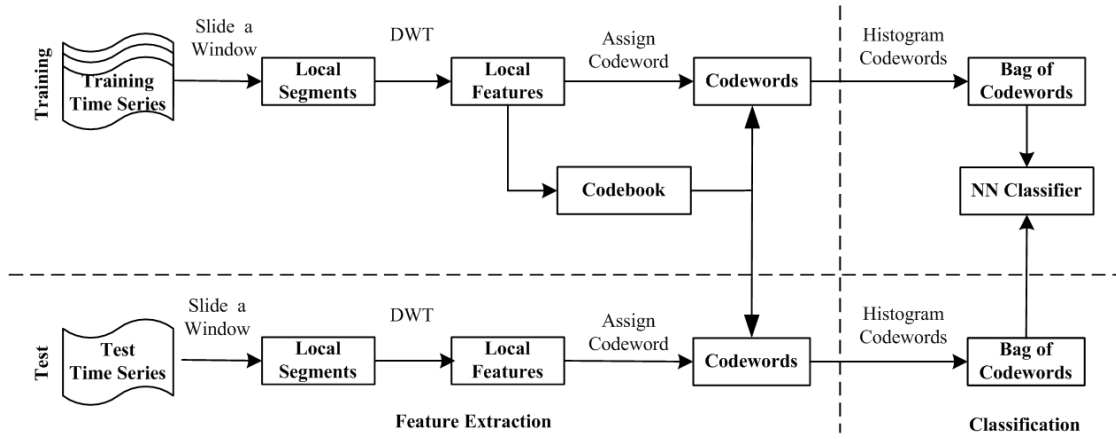 Training
Training
Time Series
Slide a
Window
Local
Segments
DWT
Local
Features
Assign
Codeword
Codewords
Histogram
Codewords
Bag of
Codewords
Codebook
NN Classifier
Test
Test
Time Series
Slide a
Window
Local
Segments
DWT
Local
Features
Assign
Codeword
Codewords
Histogram
Codewords
Bag of
Codewords
Feature Extraction
Classification